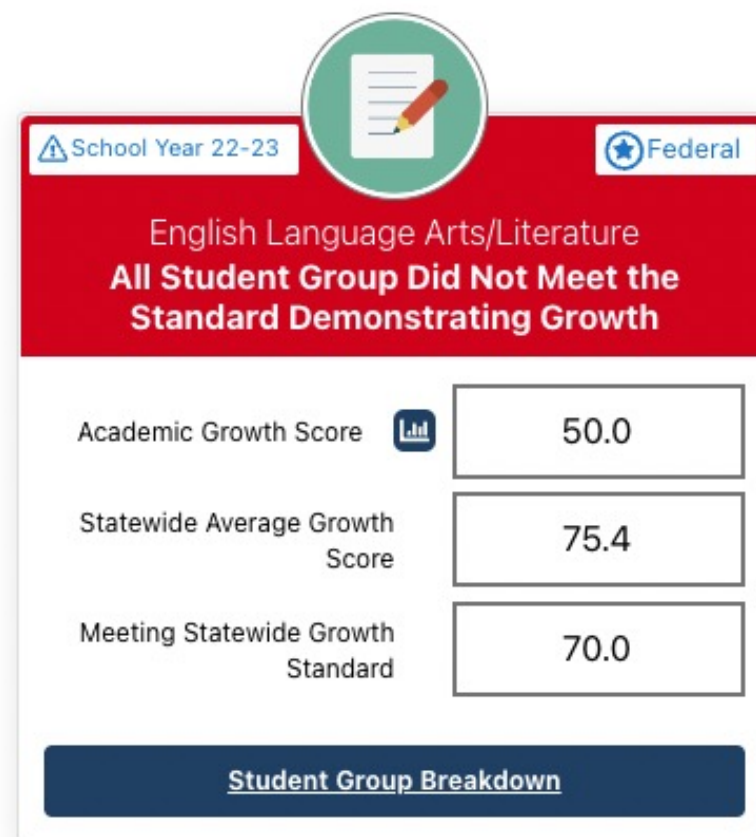 School Year 22-23
Federal
English Language Arts/Literature
All Student Group Did Not Meet the
Standard Demonstrating Growth
Academic Growth Score
50.0
Statewide Average Growth
Score
75.4
Meeting Statewide Growth
Standard
70.0
Student Group Breakdown